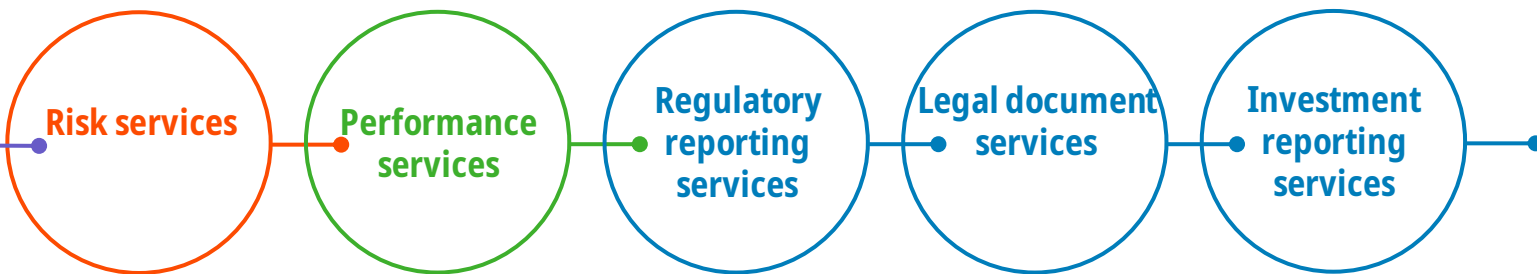 Risk services
Performance
services
Regulatory
reporting
services
Legal document
services
Investment
reporting
services